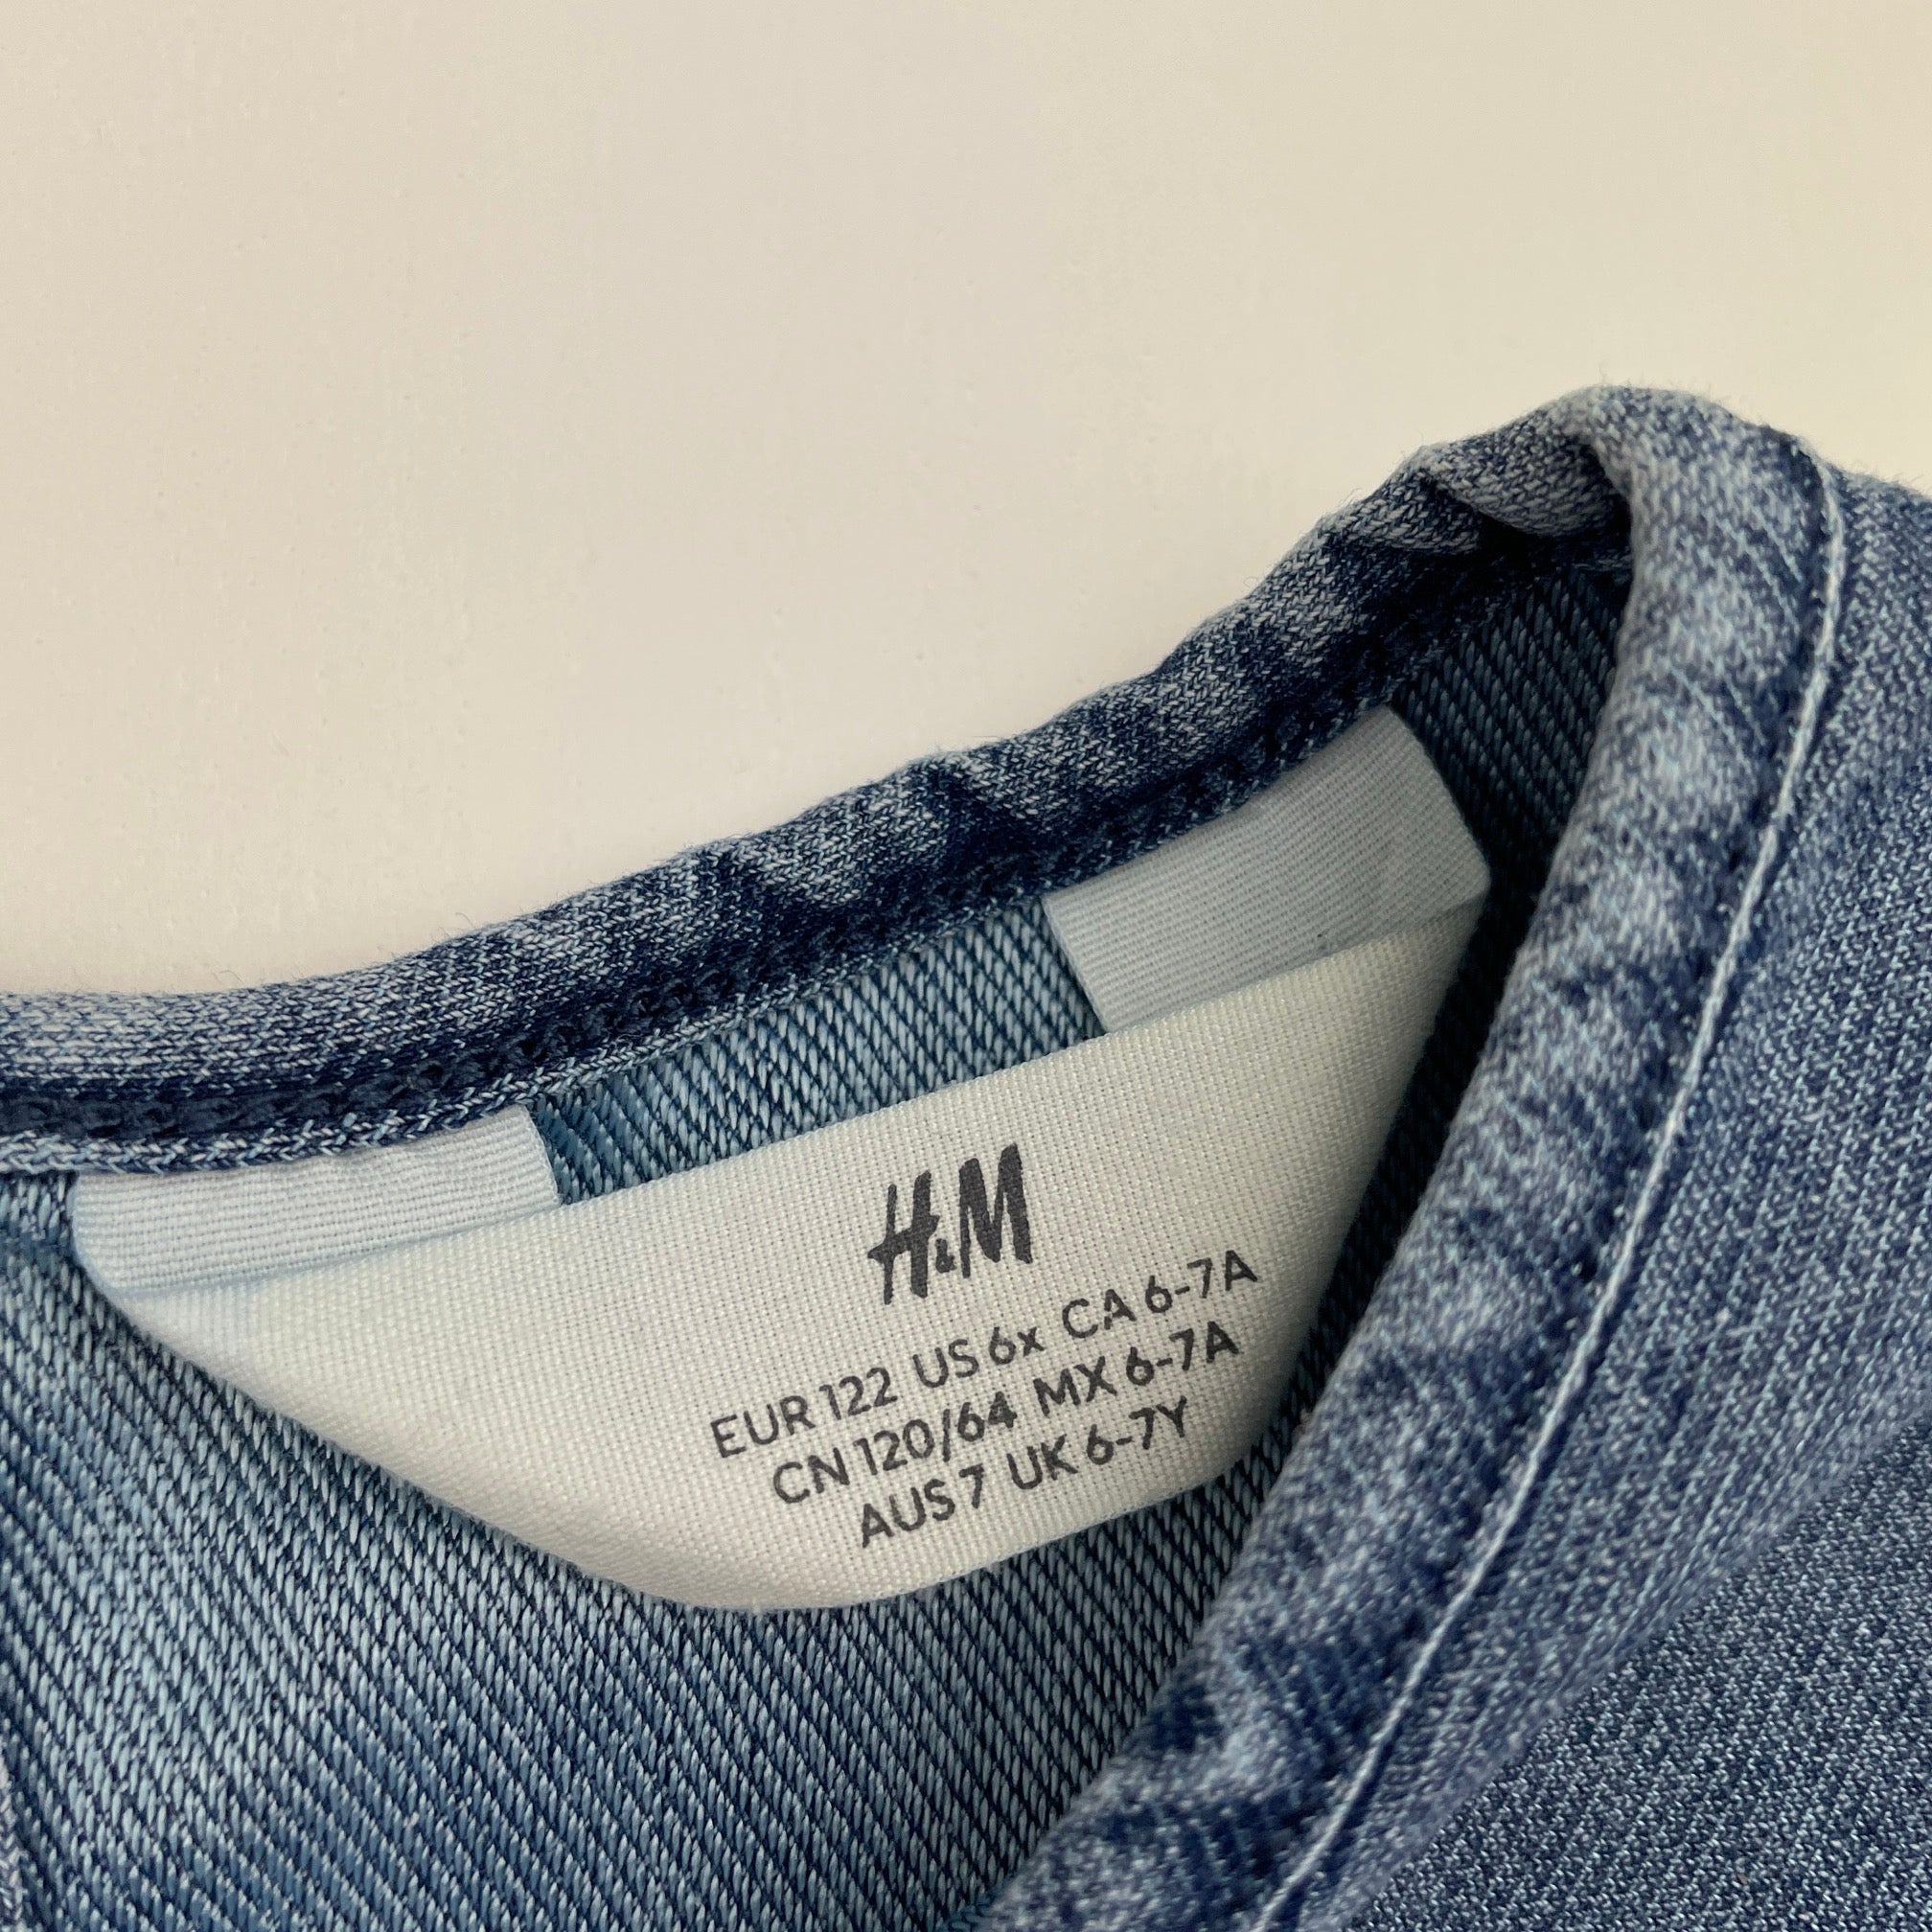 H&M
EUR 122 US 6x CA 6-7A
CN 120/64 MX 6-7A
AUS 7 UK 6-7Y